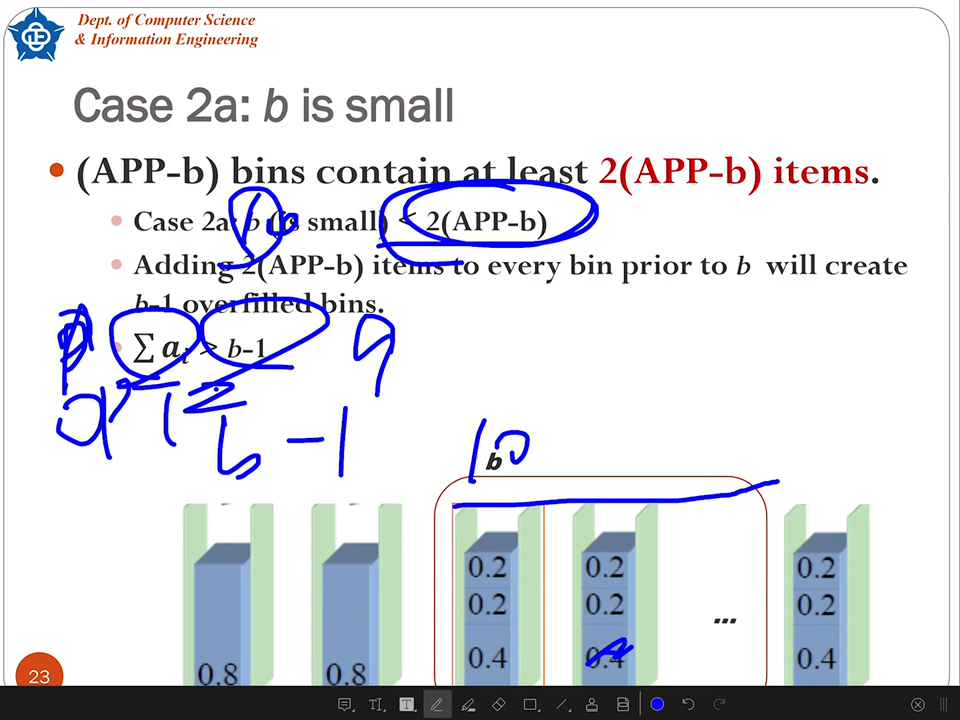 Dept. of Computer Science
& Information Engineering
Case 2a: b is small
• (APP-b) bins contain at least 2(APP-b) items.
• Case 2a: b (is small) < 2(APP-b)
10
• Adding 2(APP-b) items to every bin prior to b will create
b-1 overfilled bins.
• ∑ aᵢ > b-1
9
b-1
10
b
0.2 0.2 0.2
0.2 0.2 ... 0.2
0.8 0.8 0.4 0.4 0.4
23